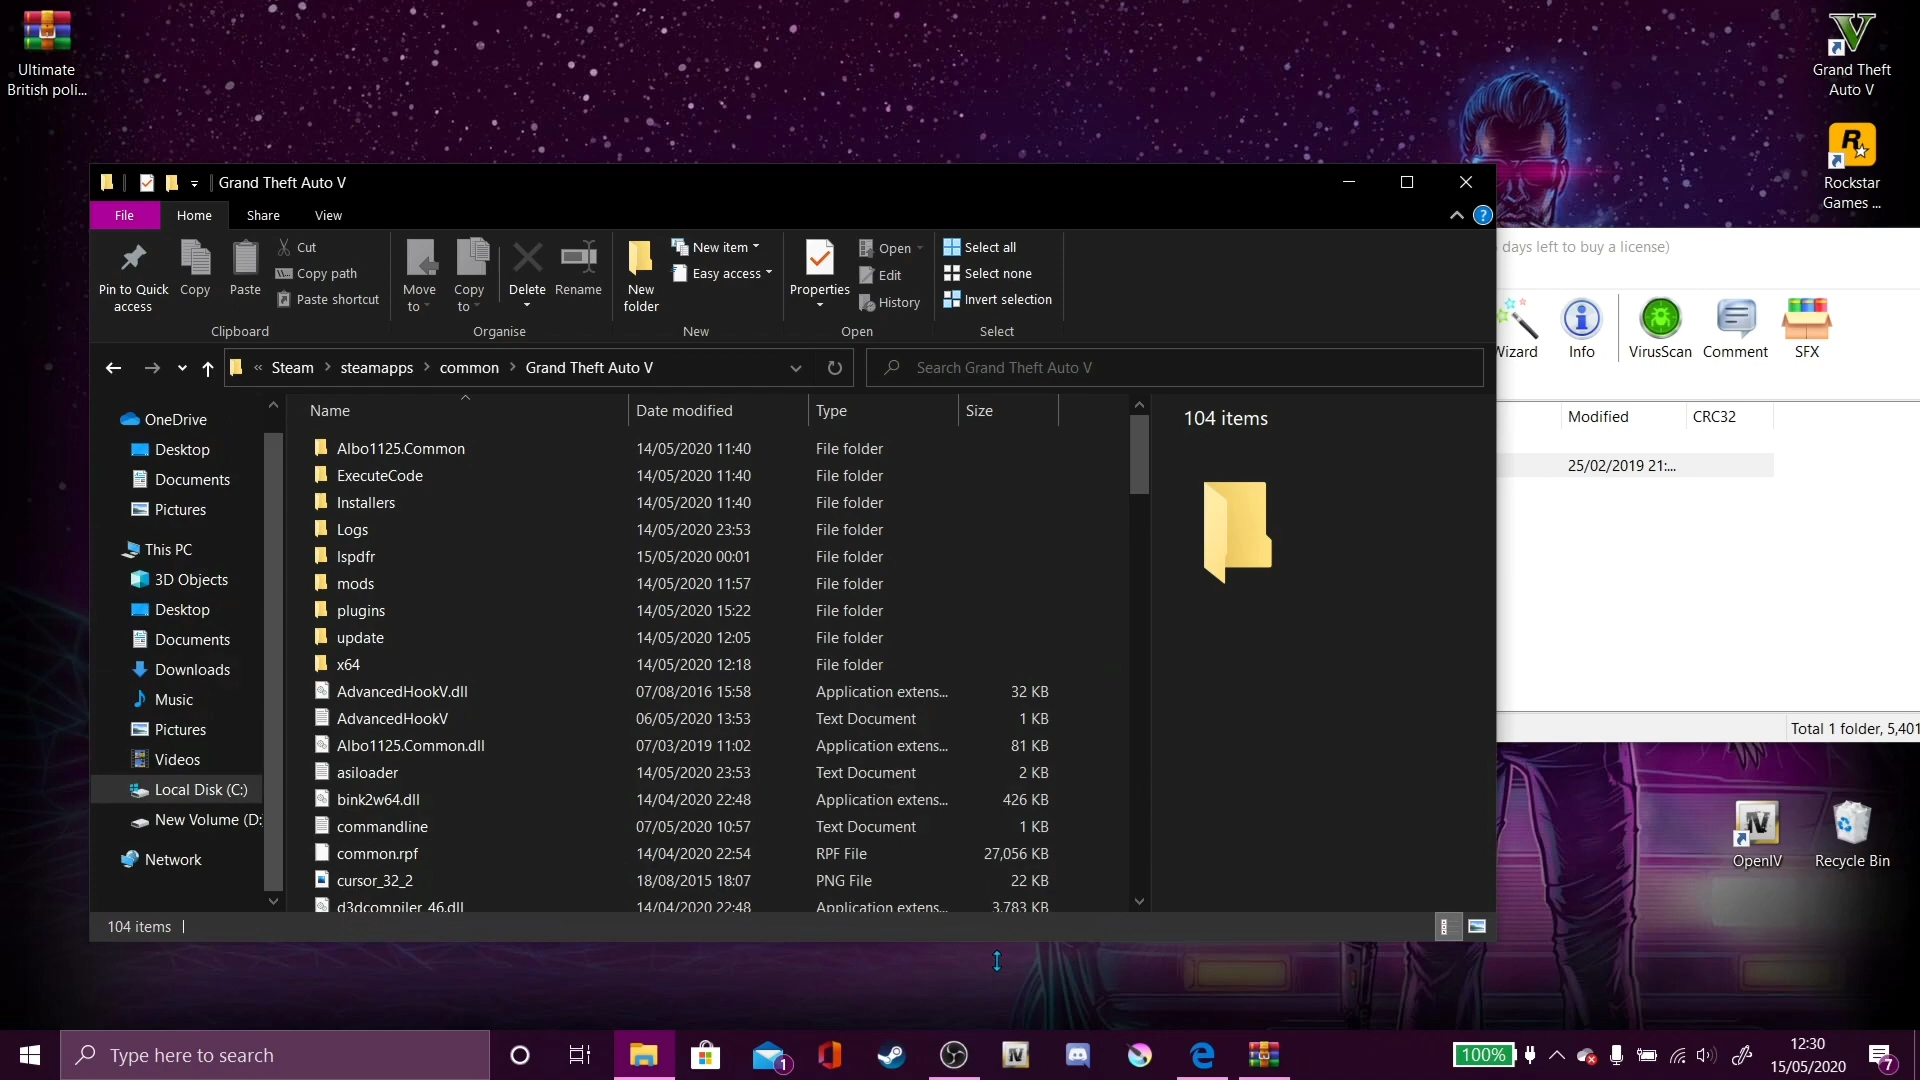 Ultimate
British poli...
Grand Theft
Auto V
Rockstar
Games ...
Grand Theft Auto V
File
Home
Share
View
Pin to Quick
access
Copy
Paste
Cut
Copy path
Paste shortcut
Clipboard
Move
to
Copy
to
Delete
Rename
Organise
New
folder
New item
Easy access
New
Properties
Open
Edit
History
Open
Select all
Select none
Invert selection
Select
days left to buy a license)
Info
VirusScan
Comment
SFX
« Steam > steamapps > common > Grand Theft Auto V
Search Grand Theft Auto V
OneDrive
Desktop
Documents
Pictures
This PC
3D Objects
Desktop
Documents
Downloads
Music
Pictures
Videos
Local Disk (C:)
New Volume (D:
Network
Name Date modified Type Size
Albo1125.Common 14/05/2020 11:40 File folder
ExecuteCode 14/05/2020 11:40 File folder
Installers 14/05/2020 11:40 File folder
Logs 14/05/2020 23:53 File folder
lspdfr 15/05/2020 00:01 File folder
mods 14/05/2020 11:57 File folder
plugins 14/05/2020 15:22 File folder
update 14/05/2020 12:05 File folder
x64 14/05/2020 12:18 File folder
AdvancedHookV.dll 07/08/2016 15:58 Application extens... 32 KB
AdvancedHookV 06/05/2020 13:53 Text Document 1 KB
Albo1125.Common.dll 07/03/2019 11:02 Application extens... 81 KB
asiloader 14/05/2020 23:53 Text Document 2 KB
bink2w64.dll 14/04/2020 22:48 Application extens... 426 KB
commandline 07/05/2020 10:57 Text Document 1 KB
common.rpf 14/04/2020 22:54 RPF File 27,056 KB
cursor_32_2 18/08/2015 18:07 PNG File 22 KB
d3dcompiler_46.dll 14/04/2020 22:48 Application extens... 3,783 KB
104 items
Modified CRC32
25/02/2019 21:...
Total 1 folder, 5,401
104 items
OpenIV
Recycle Bin
Type here to search
1
100%
12:30
15/05/2020
7